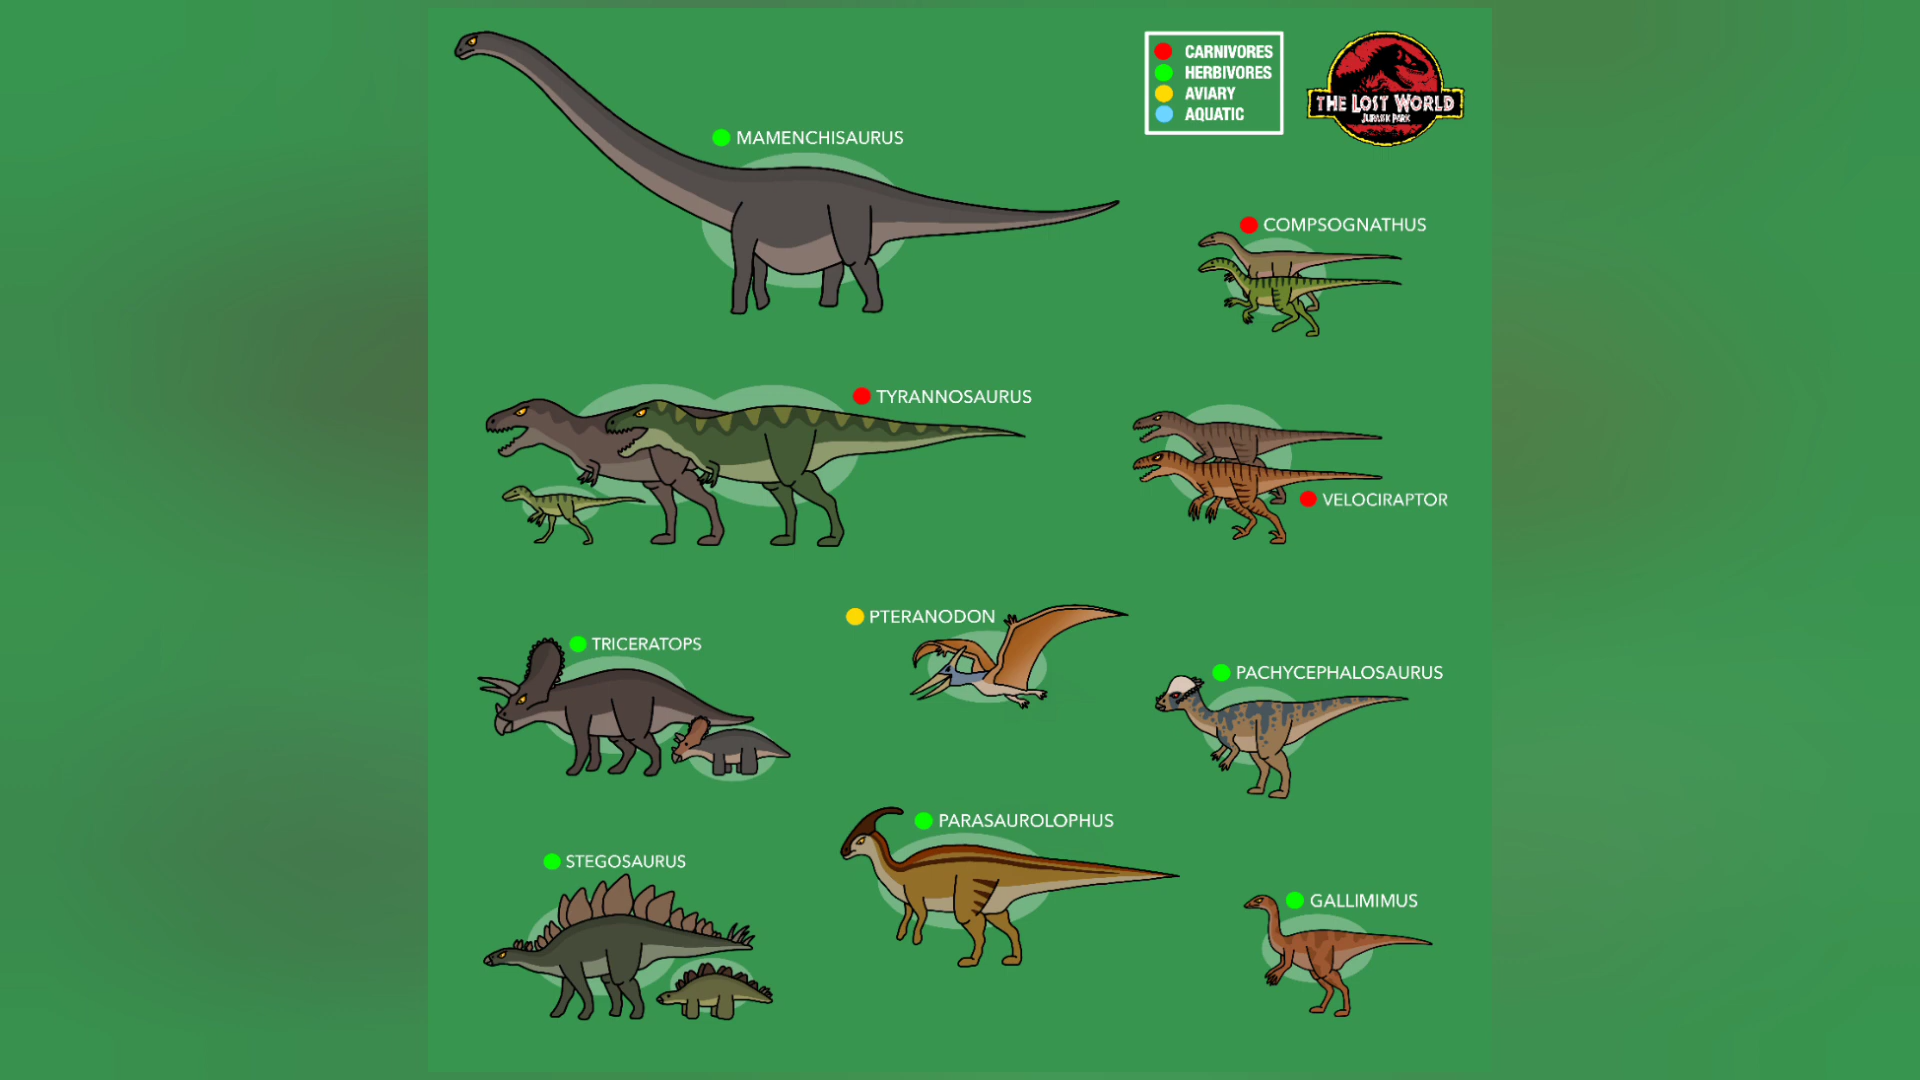 CARNIVORES
HERBIVORES
AVIARY
AQUATIC
THE LOST WORLD
JURASSIC PARK
MAMENCHISAURUS
COMPSOGNATHUS
TYRANNOSAURUS
VELOCIRAPTOR
PTERANODON
TRICERATOPS
PACHYCEPHALOSAURUS
PARASAUROLOPHUS
STEGOSAURUS
GALLIMIMUS